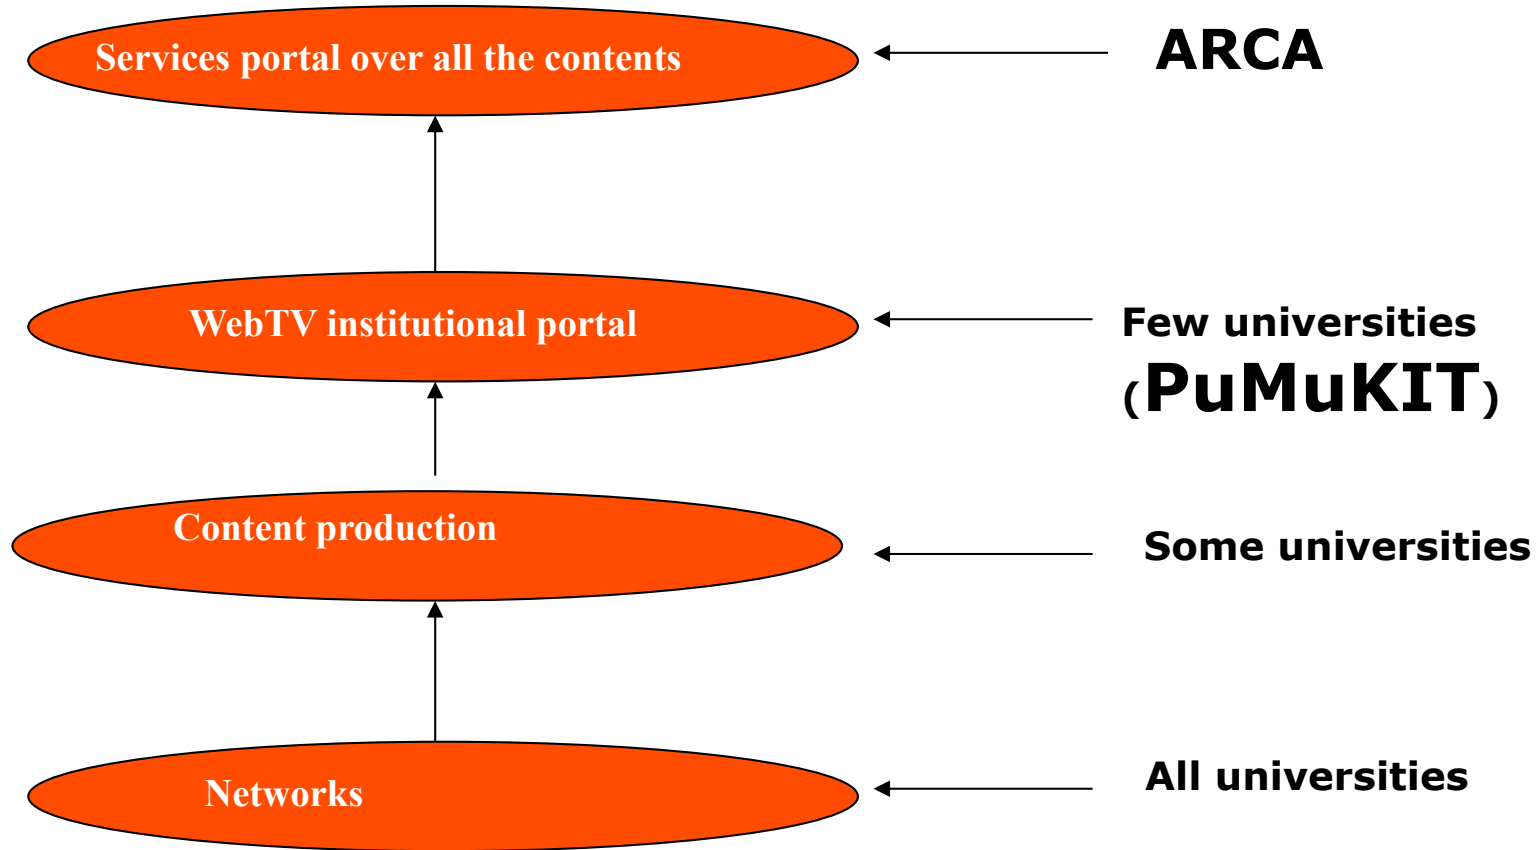 Services portal over all the contents
ARCA
WebTV institutional portal
Few universities
(PuMuKIT)
Content production
Some universities
Networks
All universities